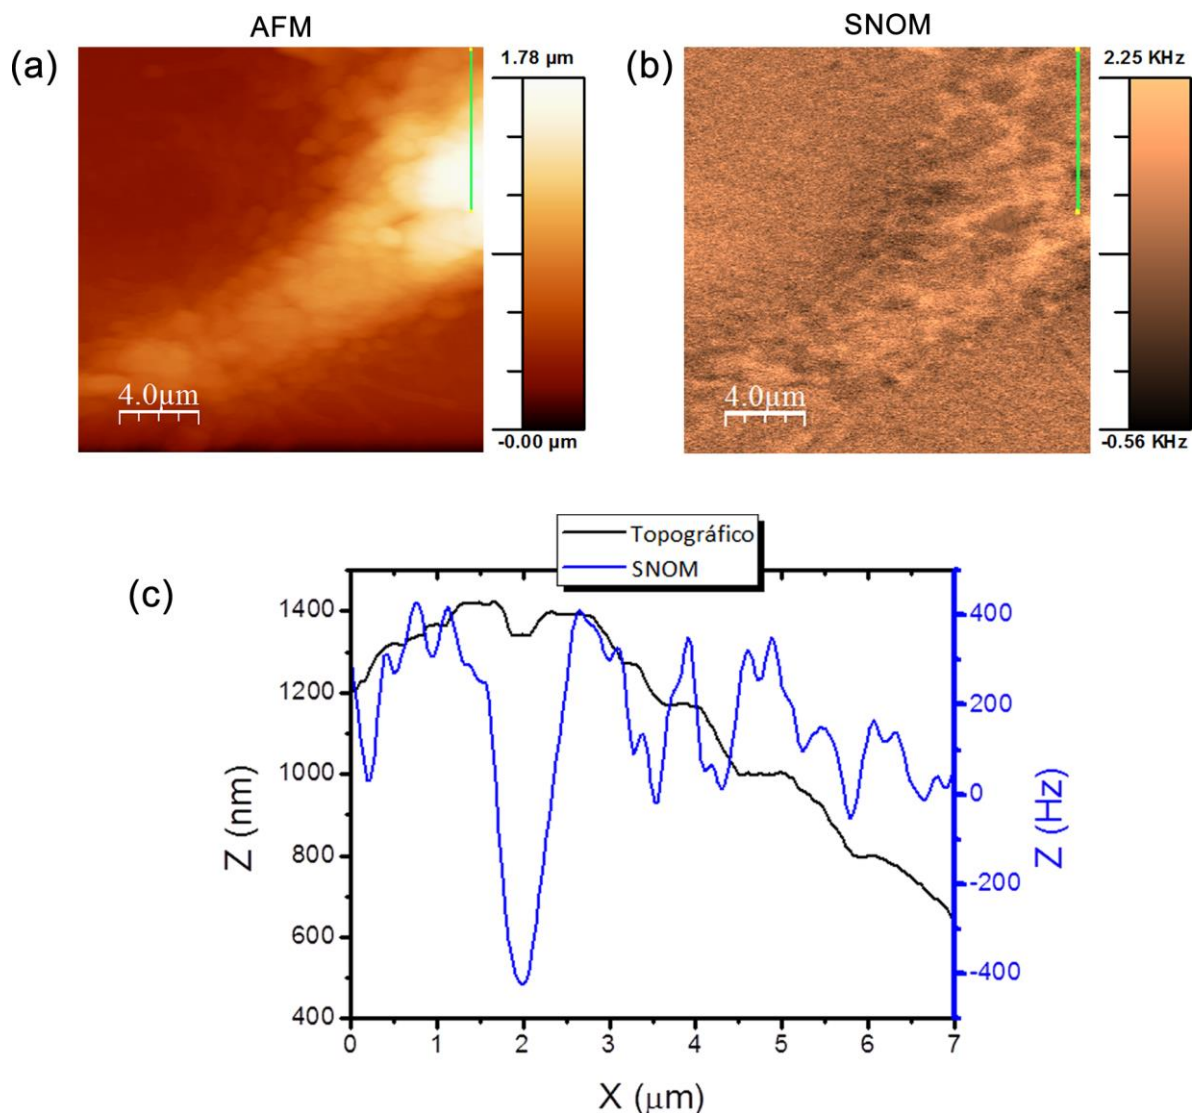 AFM
SNOM
(a)
(b)
1.78 µm
-0.00 µm
4.0µm
2.25 KHz
-0.56 KHz
4.0µm
(c)
Topográfico
SNOM
1400
1200
1000
800
600
400
Z (nm)
400
200
0
-200
-400
Z (Hz)
0 1 2 3 4 5 6 7
X (µm)